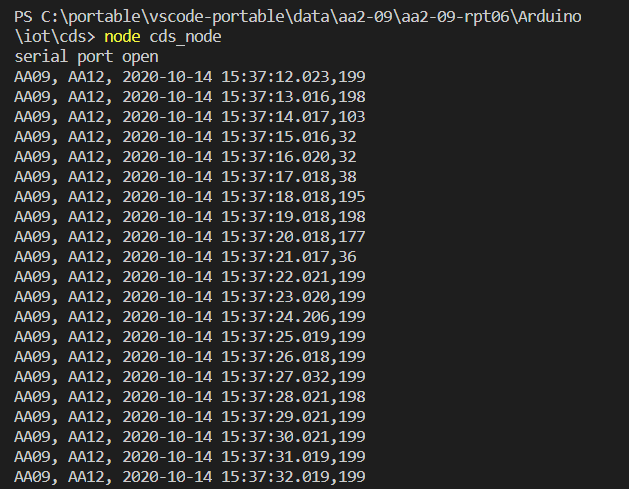 PS C:\portable\vscode-portable\data\aa2-09\aa2-09-rpt06\Arduino
\iot\cds> node cds_node
serial port open
AA09, AA12, 2020-10-14 15:37:12.023,199
AA09, AA12, 2020-10-14 15:37:13.016,198
AA09, AA12, 2020-10-14 15:37:14.017,103
AA09, AA12, 2020-10-14 15:37:15.016,32
AA09, AA12, 2020-10-14 15:37:16.020,32
AA09, AA12, 2020-10-14 15:37:17.018,38
AA09, AA12, 2020-10-14 15:37:18.018,195
AA09, AA12, 2020-10-14 15:37:19.018,198
AA09, AA12, 2020-10-14 15:37:20.018,177
AA09, AA12, 2020-10-14 15:37:21.017,36
AA09, AA12, 2020-10-14 15:37:22.021,199
AA09, AA12, 2020-10-14 15:37:23.020,199
AA09, AA12, 2020-10-14 15:37:24.206,199
AA09, AA12, 2020-10-14 15:37:25.019,199
AA09, AA12, 2020-10-14 15:37:26.018,199
AA09, AA12, 2020-10-14 15:37:27.032,199
AA09, AA12, 2020-10-14 15:37:28.021,198
AA09, AA12, 2020-10-14 15:37:29.021,199
AA09, AA12, 2020-10-14 15:37:30.021,199
AA09, AA12, 2020-10-14 15:37:31.019,199
AA09, AA12, 2020-10-14 15:37:32.019,199